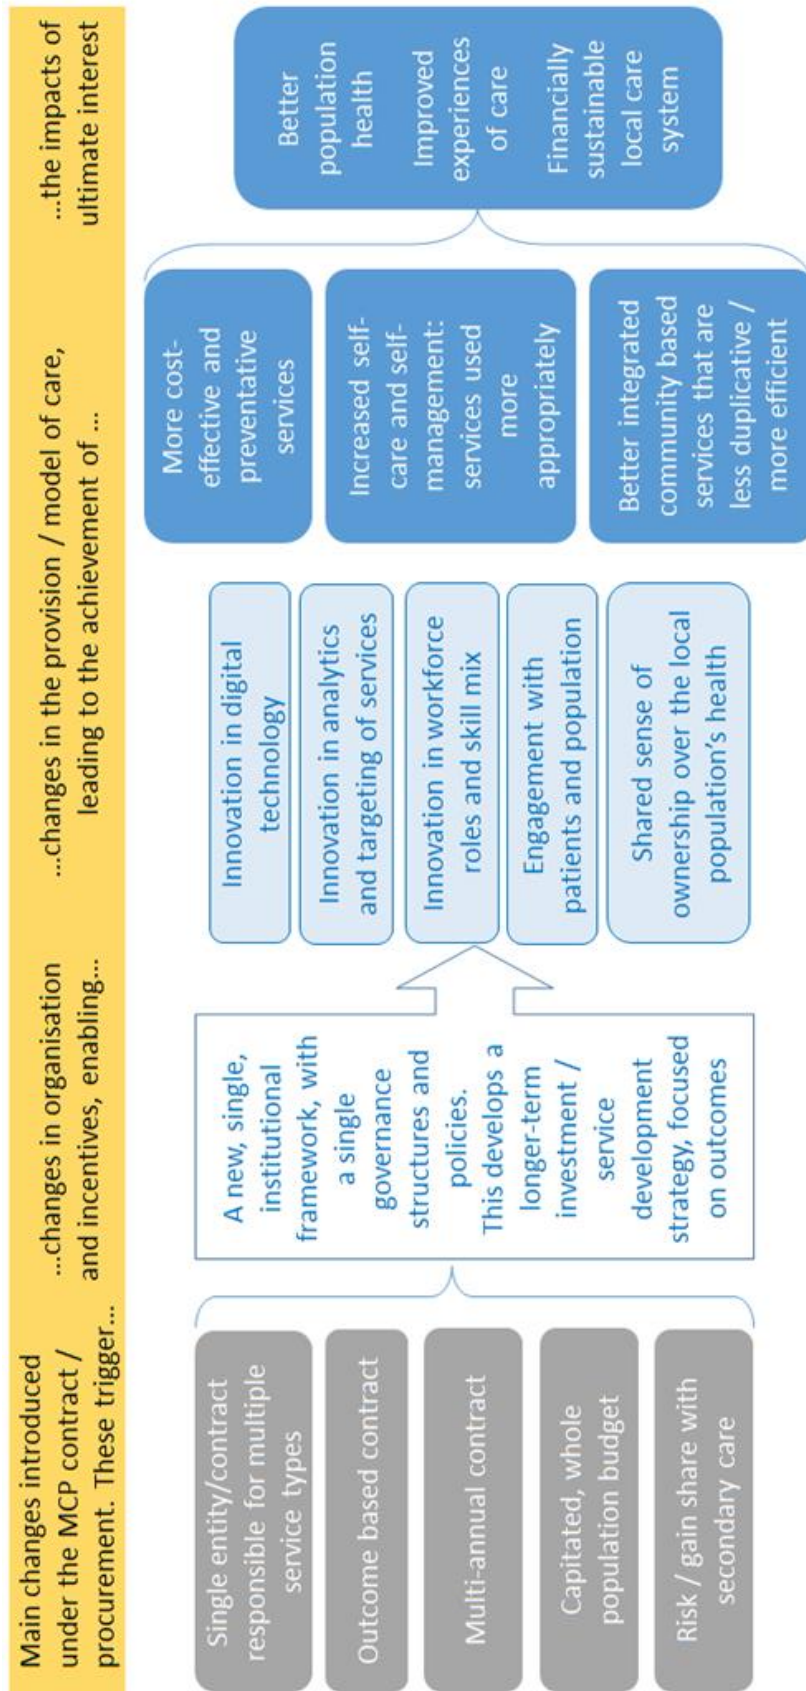 Main changes introduced
under the MCP contract /
procurement. These trigger...
...changes in organisation
and incentives, enabling...
...changes in the provision / model of care,
leading to the achievement of ...
...the impacts of
ultimate interest
Single entity/contract
responsible for multiple
service types
Outcome based contract
Multi-annual contract
Capitated, whole
population budget
Risk / gain share with
secondary care
A new, single,
institutional
framework, with
a single
governance
structures and
policies.
This develops a
longer-term
investment /
service
development
strategy, focused
on outcomes
Innovation in digital
technology
Innovation in analytics
and targeting of services
Innovation in workforce
roles and skill mix
Engagement with
patients and population
Shared sense of
ownership over the local
population's health
More cost-
effective and
preventative
services
Increased self-
care and self-
management:
services used
more
appropriately
Better integrated
community based
services that are
less duplicative /
more efficient
Better
population
health
Improved
experiences
of care
Financially
sustainable
local care
system